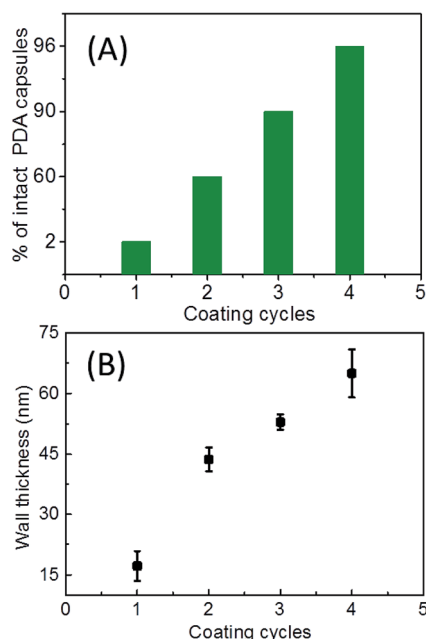 (A)
% of intact PDA capsules
96
90
60
2
0 1 2 3 4 5
Coating cycles
(B)
Wall thickness (nm)
75
60
45
30
15
0 1 2 3 4 5
Coating cycles